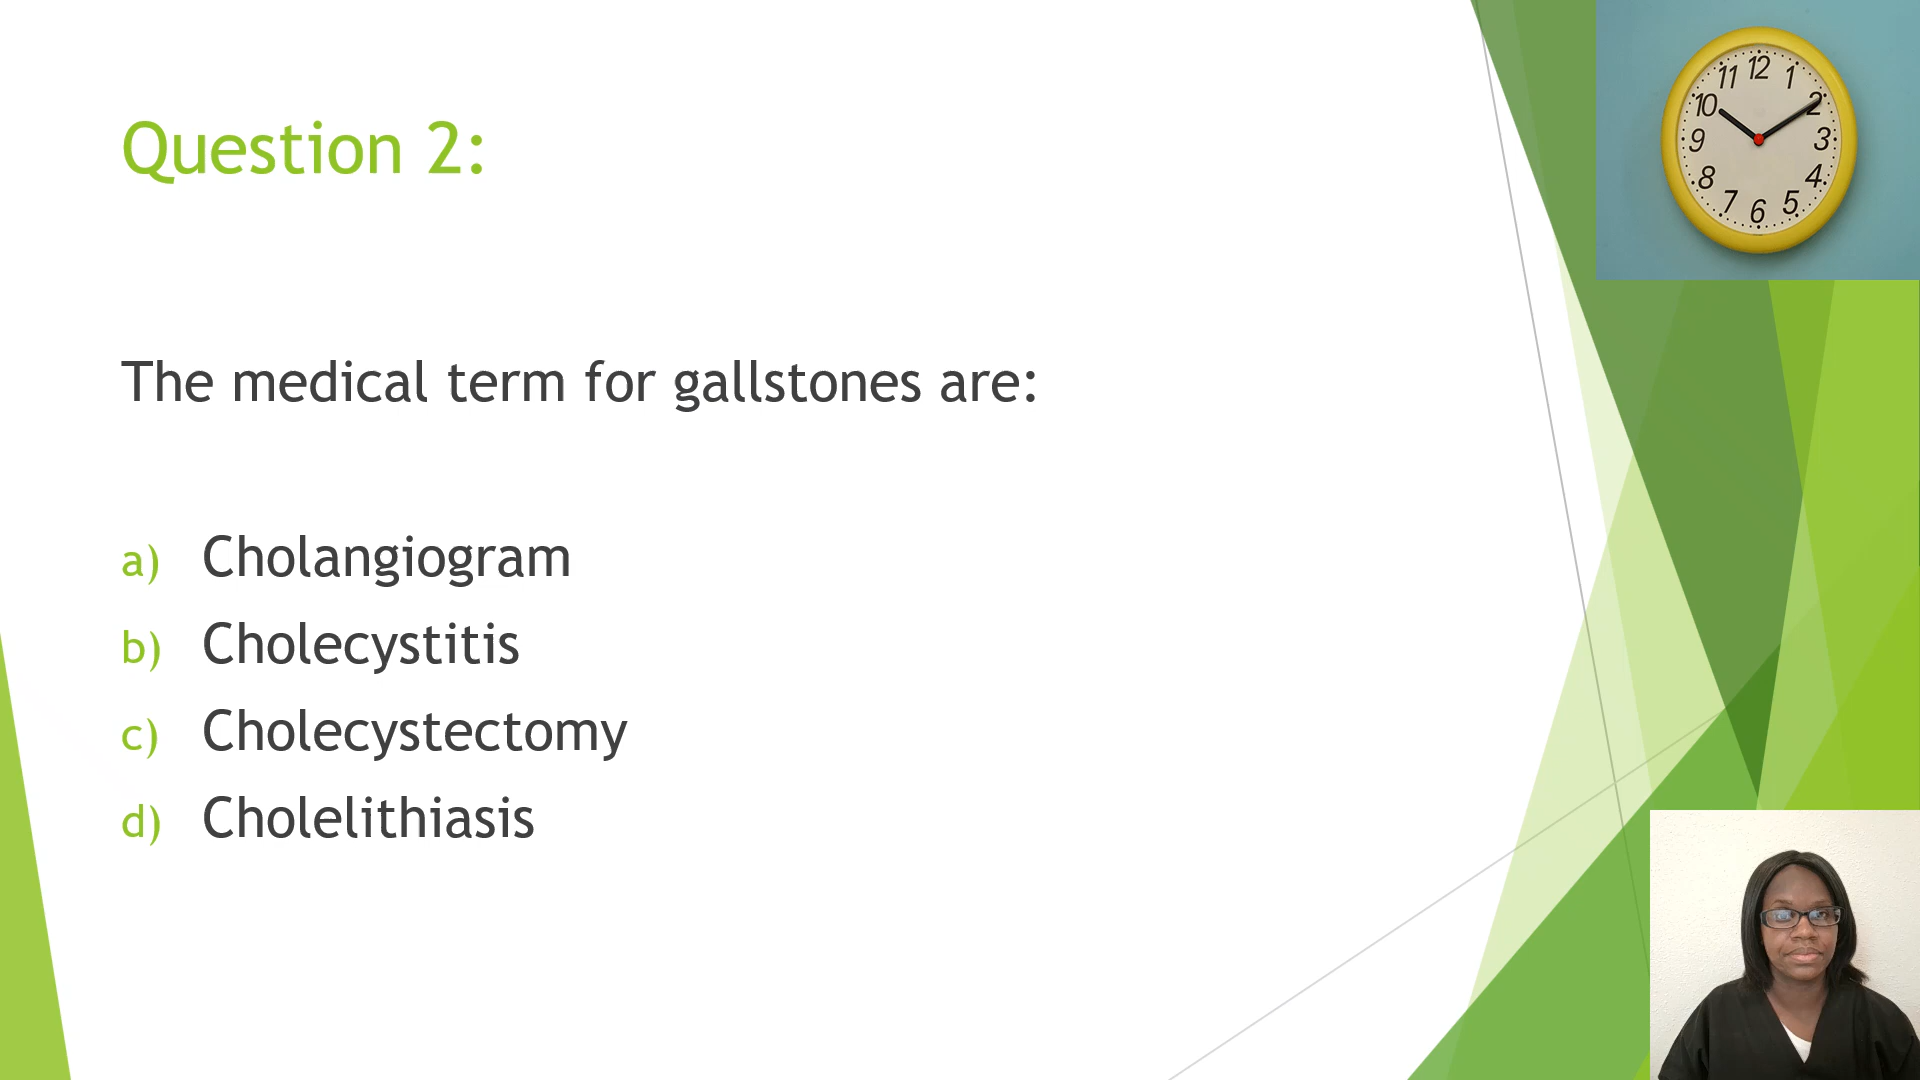 Question 2:
The medical term for gallstones are:
a) Cholangiogram
b) Cholecystitis
c) Cholecystectomy
d) Cholelithiasis
12
11 1
10 2
9 3
8 4
7 5
6